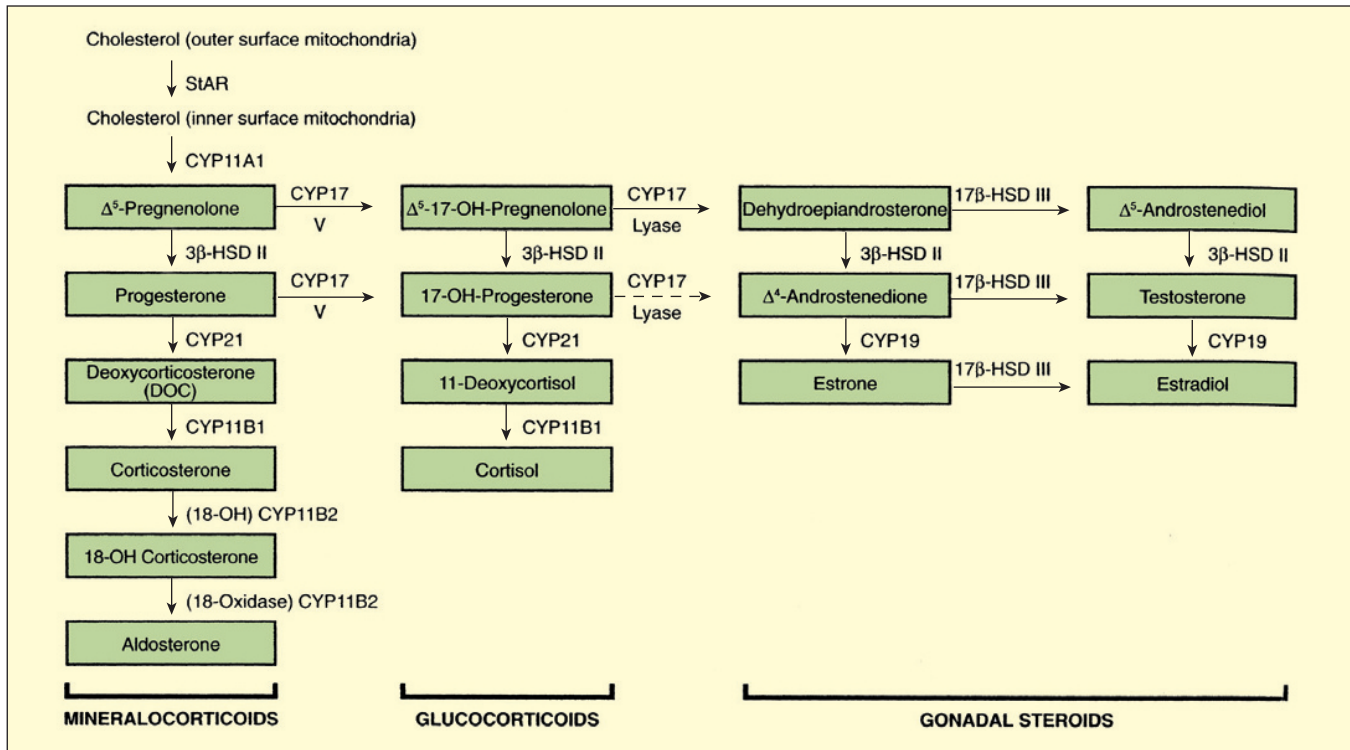 Cholesterol (outer surface mitochondria)
StAR
Cholesterol (inner surface mitochondria)
CYP11A1
Δ⁵-Pregnenolone
CYP17
V
Δ⁵-17-OH-Pregnenolone
CYP17
Lyase
Dehydroepiandrosterone
17β-HSD III
Δ⁵-Androstenediol
3β-HSD II
3β-HSD II
3β-HSD II
3β-HSD II
Progesterone
CYP17
V
17-OH-Progesterone
CYP17
Lyase
Δ⁴-Androstenedione
17β-HSD III
Testosterone
CYP21
CYP21
CYP19
CYP19
Deoxycorticosterone
(DOC)
11-Deoxycortisol
Estrone
17β-HSD III
Estradiol
CYP11B1
CYP11B1
Corticosterone
Cortisol
(18-OH) CYP11B2
18-OH Corticosterone
(18-Oxidase) CYP11B2
Aldosterone
MINERALOCORTICOIDS
GLUCOCORTICOIDS
GONADAL STEROIDS